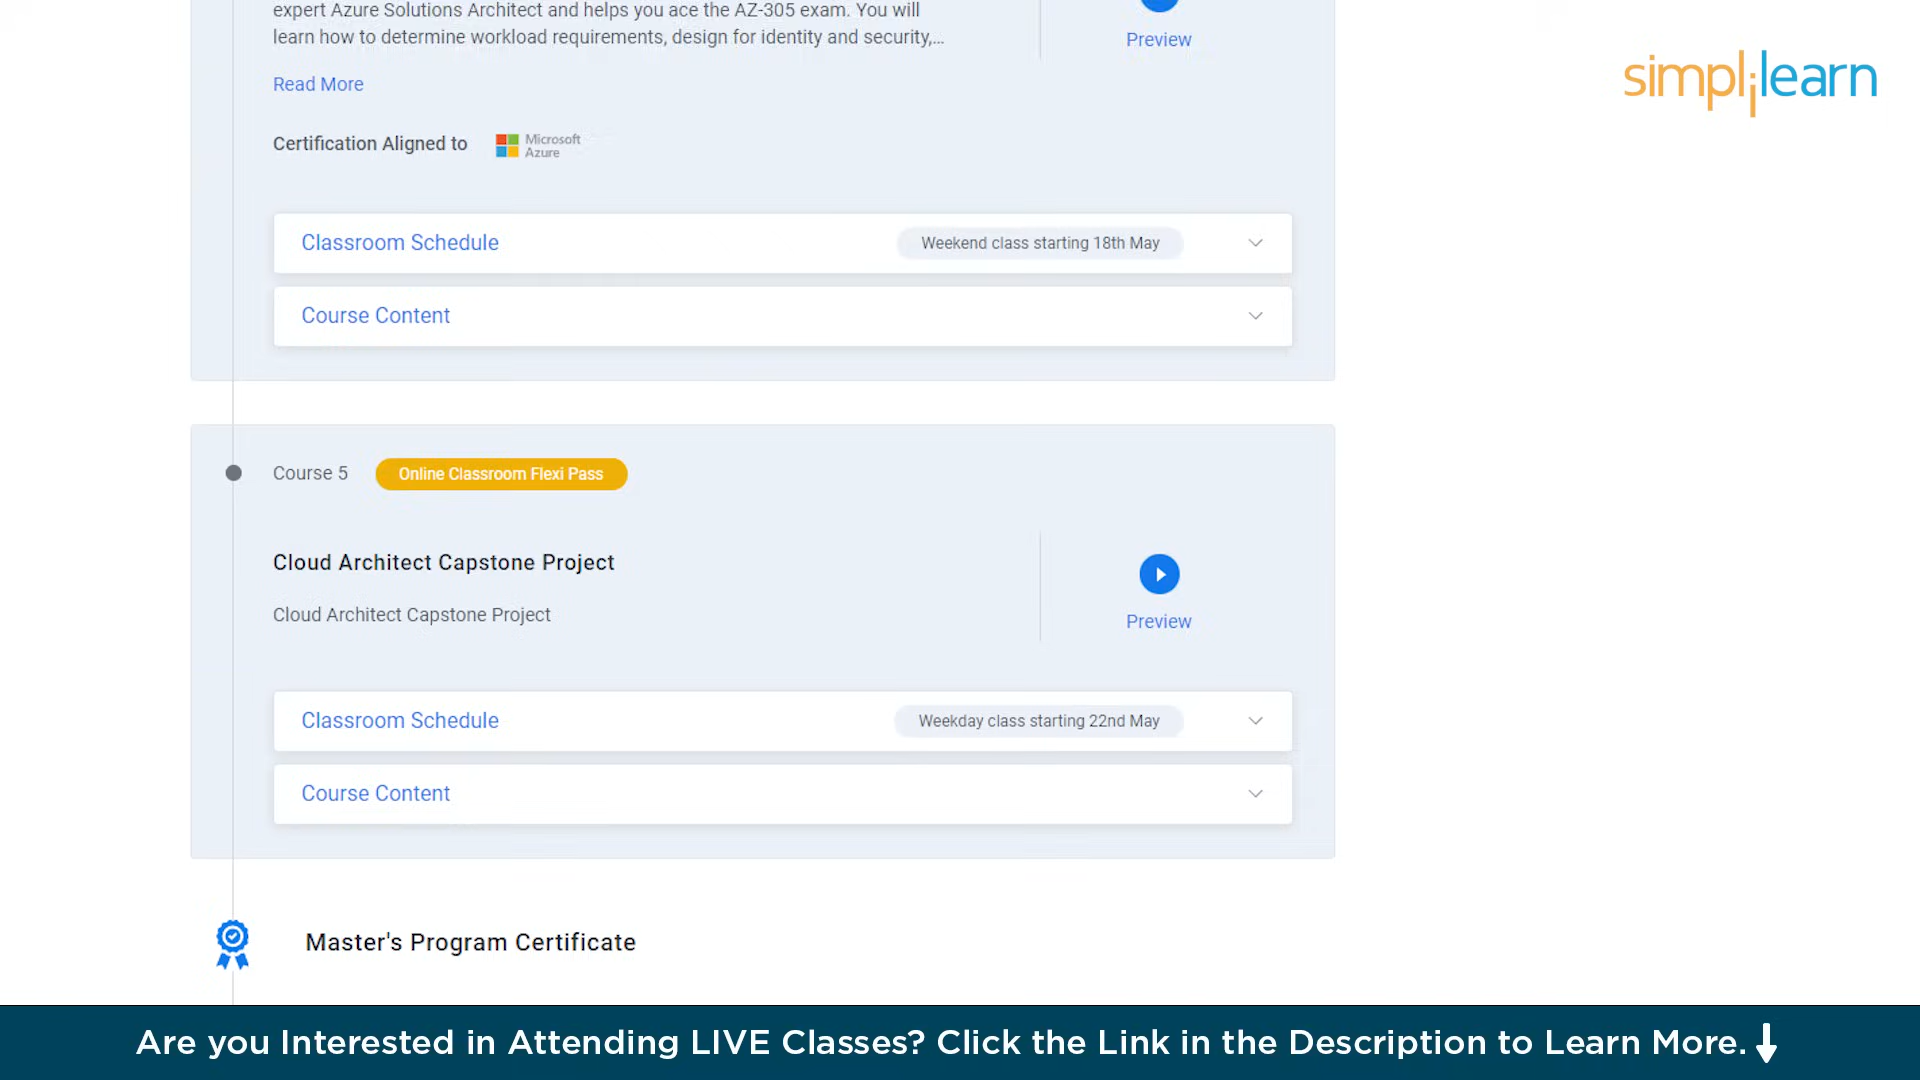 expert Azure Solutions Architect and helps you ace the AZ-305 exam. You will
learn how to determine workload requirements, design for identity and security,...
Preview
simplilearn
Read More
Certification Aligned to
Microsoft
Azure
Classroom Schedule
Weekend class starting 18th May
Course Content
Course 5
Online Classroom Flexi Pass
Cloud Architect Capstone Project
Cloud Architect Capstone Project
Preview
Classroom Schedule
Weekday class starting 22nd May
Course Content
Master's Program Certificate
Are you Interested in Attending LIVE Classes? Click the Link in the Description to Learn More.